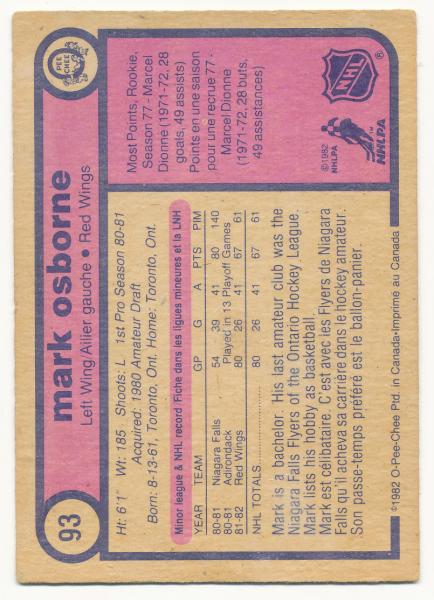 93
mark osborne
Left Wing/Ailier gauche • Red Wings
O PEE CHEE
Ht: 6'1" Wt: 185 Shoots: L 1st Pro Season 80-81
Acquired: 1980 Amateur Draft
Born: 8-13-61, Toronto, Ont. Home: Toronto, Ont.
Minor league & NHL record Fiche dans les ligues mineures et la LNH
YEAR TEAM GP G A PTS PIM
80-81 Niagara Falls 54 39 41 80 140
80-81 Adirondack Played in 13 Playoff Games
81-82 Red Wings 80 26 41 67 61
NHL TOTALS 80 26 41 67 61
Mark is a bachelor. His last amateur club was the
Niagara Falls Flyers of the Ontario Hockey League.
Mark lists his hobby as basketball.
Mark est célibataire. C'est avec les Flyers de Niagara
Falls qu'il acheva sa carrière dans le hockey amateur.
Son passe-temps préféré est le ballon-panier.
Most Points, Rookie,
Season 77 - Marcel
Dionne (1971-72, 28
goals, 49 assists)
Points en une saison
pour une recrue 77 -
Marcel Dionne
(1971-72, 28 buts,
49 assistances)
NHL ®
©1982
NHLPA
NHLPA™
©1982 O-Pee-Chee Ptd. in Canada-Imprime au Canada